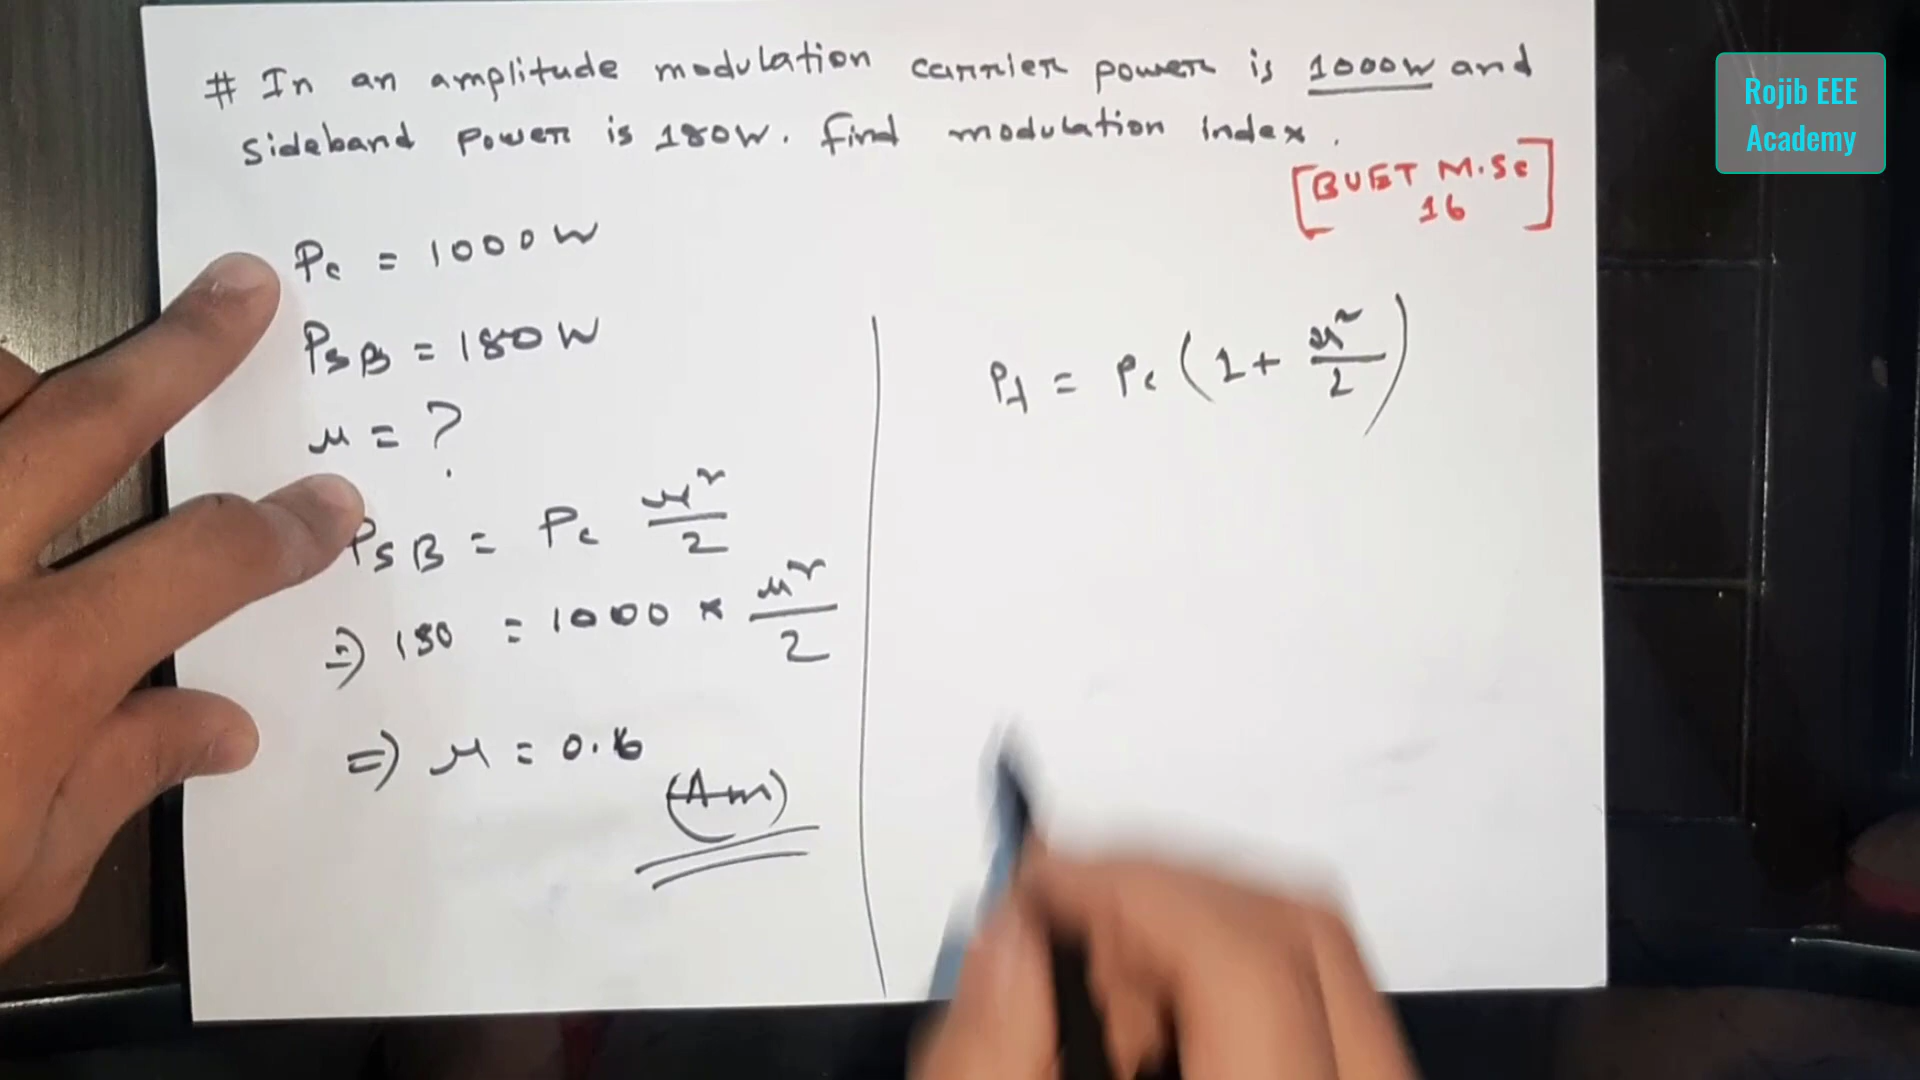 # In an amplitude modulation carrier power is 1000W and
sideband power is 180W. find modulation index.
[BUET M.Sc
16]
Pc = 1000W
PSB = 180W
μ = ?
PSB = Pc μ²/2
=) 180 = 1000 × μ²/2
=) μ = 0.6
(Ans)
Pt = Pc (1 + μ²/2)
Rojib EEE
Academy